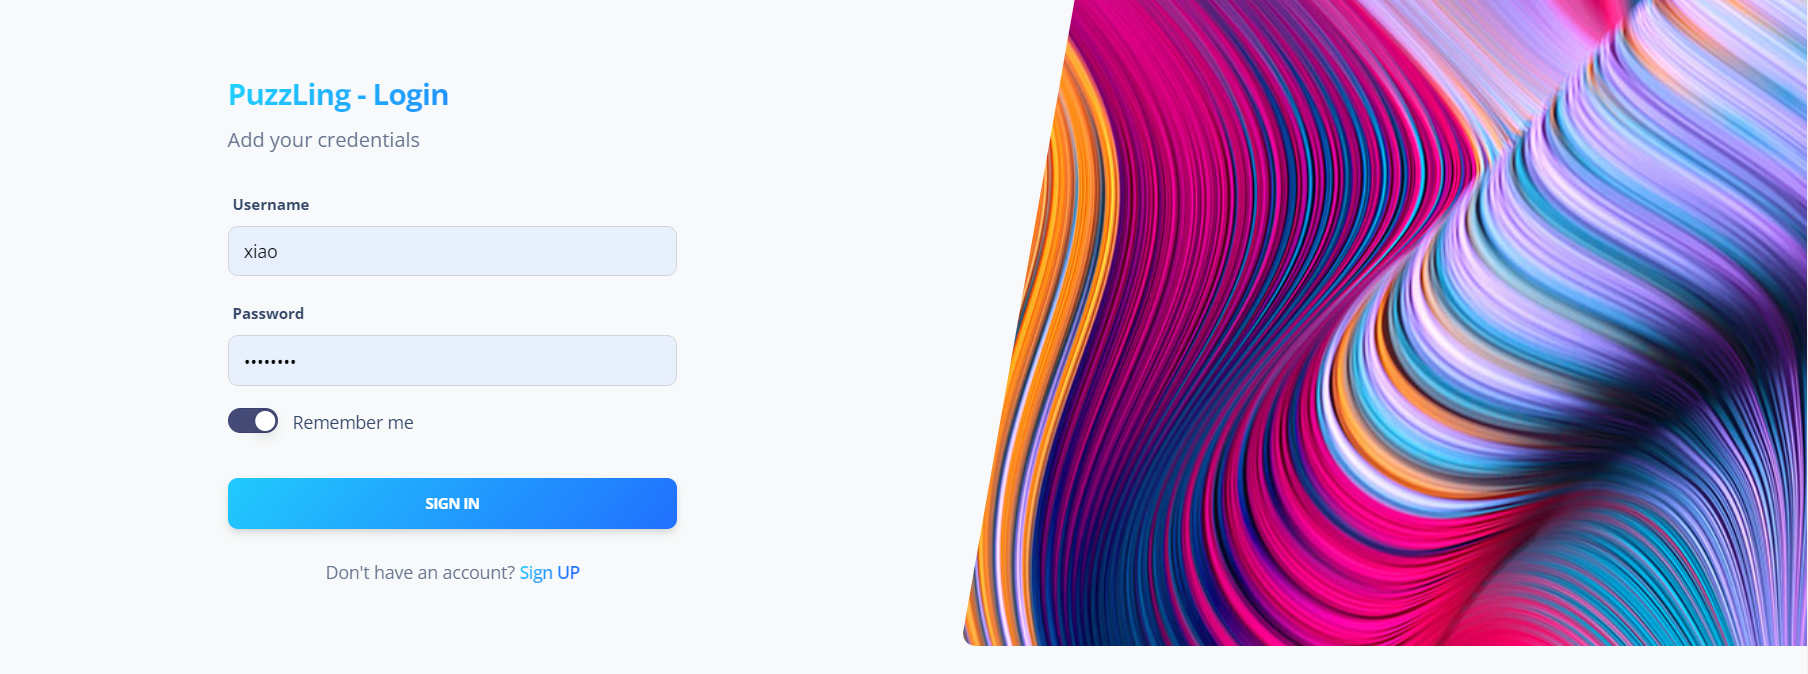 PuzzLing - Login
Add your credentials
Username
xiao
Password
••••••••
Remember me
SIGN IN
Don't have an account? Sign UP